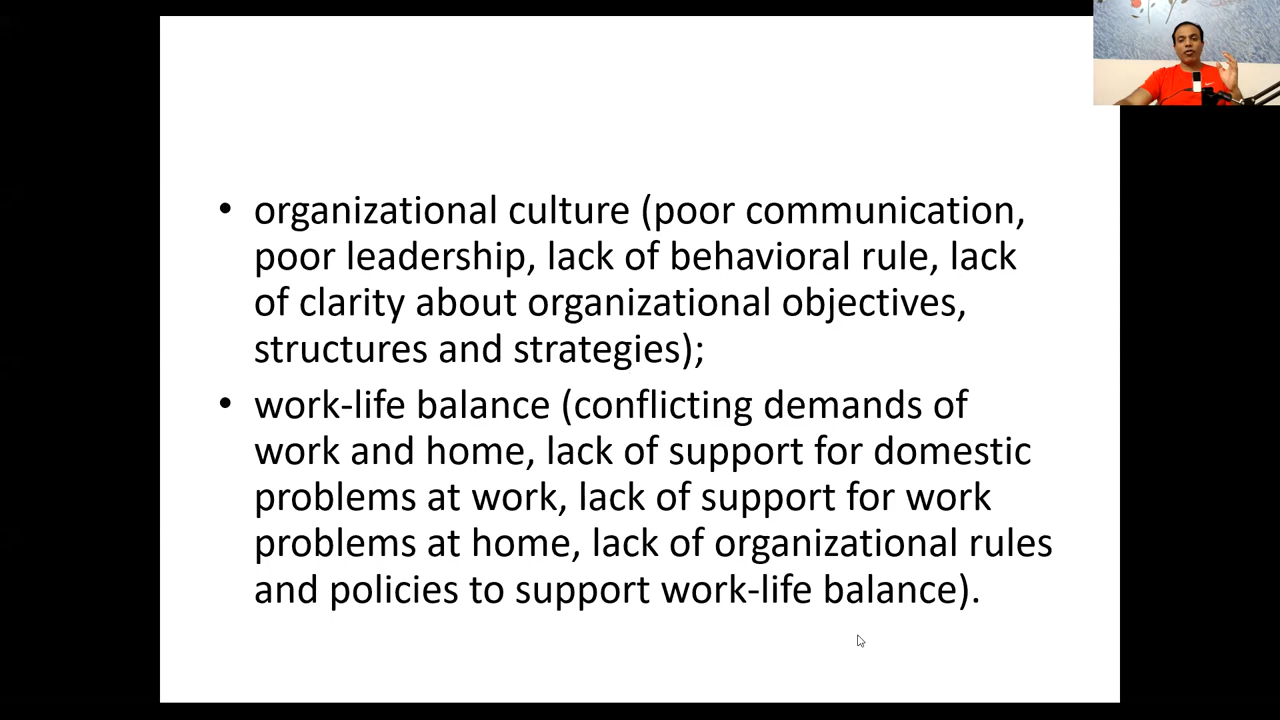 • organizational culture (poor communication,
poor leadership, lack of behavioral rule, lack
of clarity about organizational objectives,
structures and strategies);
• work-life balance (conflicting demands of
work and home, lack of support for domestic
problems at work, lack of support for work
problems at home, lack of organizational rules
and policies to support work-life balance).